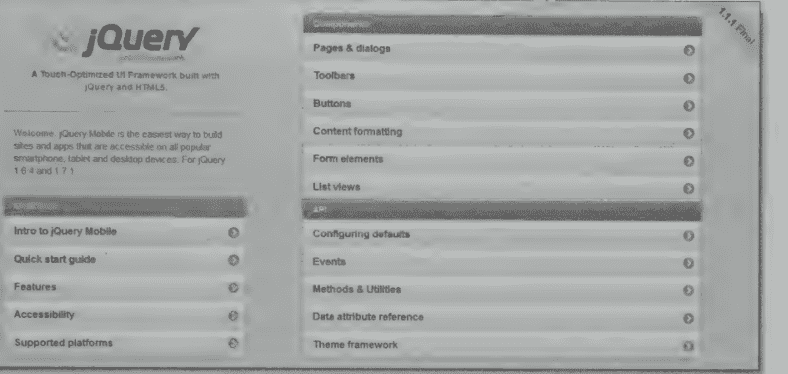 jQuery
A Touch-Optimized UI Framework built with
jQuery and HTML5.
Welcome. jQuery Mobile is the easiest way to build
sites and apps that are accessible on all popular
smartphone, tablet and desktop devices. For jQuery
1.6.4 and 1.7.1
Intro to jQuery Mobile
Quick start guide
Features
Accessibility
Supported platforms
Components
Pages & dialogs
Toolbars
Buttons
Content formatting
Form elements
List views
API
Configuring defaults
Events
Methods & Utilities
Data attribute reference
Theme framework
1.1.1 Final